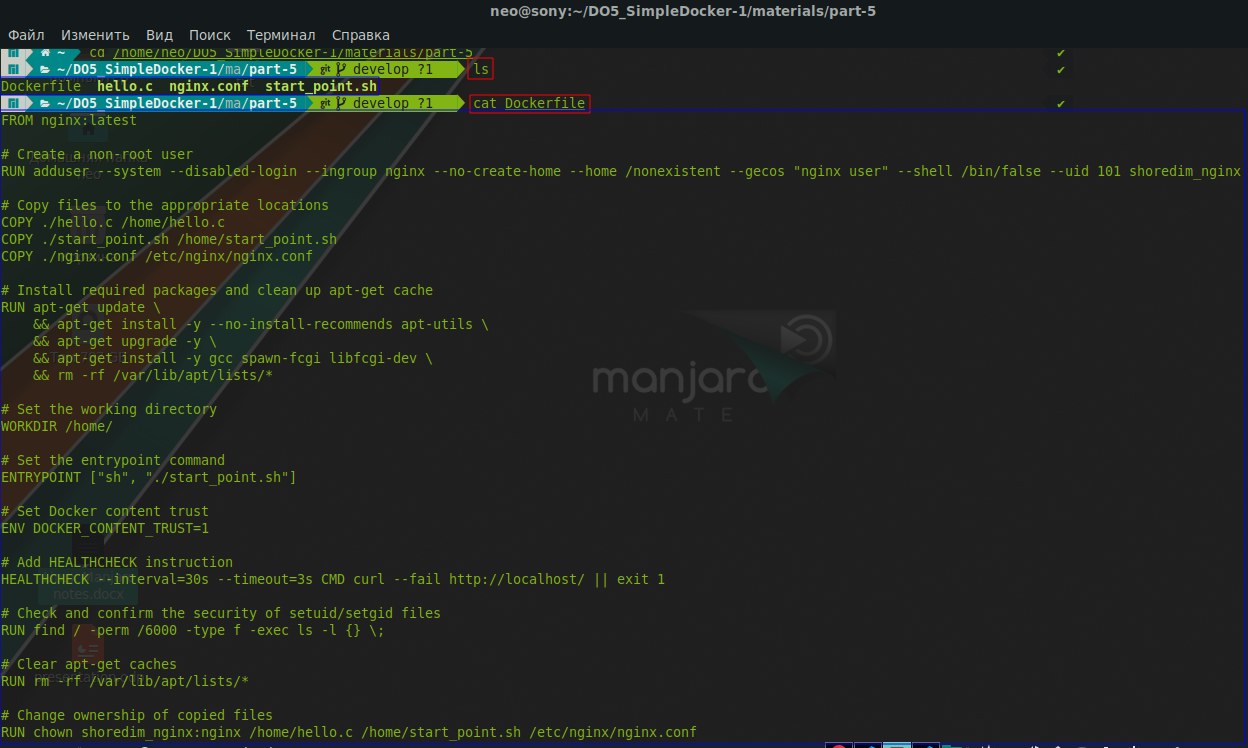 neo@sony:~/DO5_SimpleDocker-1/materials/part-5
Файл Изменить Вид Поиск Терминал Справка
~ cd /home/neo/DO5_SimpleDocker-1/materials/part-5 ✔
~/DO5_SimpleDocker-1/ma/part-5 git develop ?1 ls ✔
Dockerfile hello.c nginx.conf start_point.sh
~/DO5_SimpleDocker-1/ma/part-5 git develop ?1 cat Dockerfile ✔
FROM nginx:latest

# Create a non-root user
RUN adduser --system --disabled-login --ingroup nginx --no-create-home --home /nonexistent --gecos "nginx user" --shell /bin/false --uid 101 shoredim_nginx

# Copy files to the appropriate locations
COPY ./hello.c /home/hello.c
COPY ./start_point.sh /home/start_point.sh
COPY ./nginx.conf /etc/nginx/nginx.conf

# Install required packages and clean up apt-get cache
RUN apt-get update \
    && apt-get install -y --no-install-recommends apt-utils \
    && apt-get upgrade -y \
    && apt-get install -y gcc spawn-fcgi libfcgi-dev \
    && rm -rf /var/lib/apt/lists/*

# Set the working directory
WORKDIR /home/

# Set the entrypoint command
ENTRYPOINT ["sh", "./start_point.sh"]

# Set Docker content trust
ENV DOCKER_CONTENT_TRUST=1

# Add HEALTHCHECK instruction
HEALTHCHECK --interval=30s --timeout=3s CMD curl --fail http://localhost/ || exit 1

# Check and confirm the security of setuid/setgid files
RUN find / -perm /6000 -type f -exec ls -l {} \;

# Clear apt-get caches
RUN rm -rf /var/lib/apt/lists/*

# Change ownership of copied files
RUN chown shoredim_nginx:nginx /home/hello.c /home/start_point.sh /etc/nginx/nginx.conf
manjaro
MATE
notes.docx